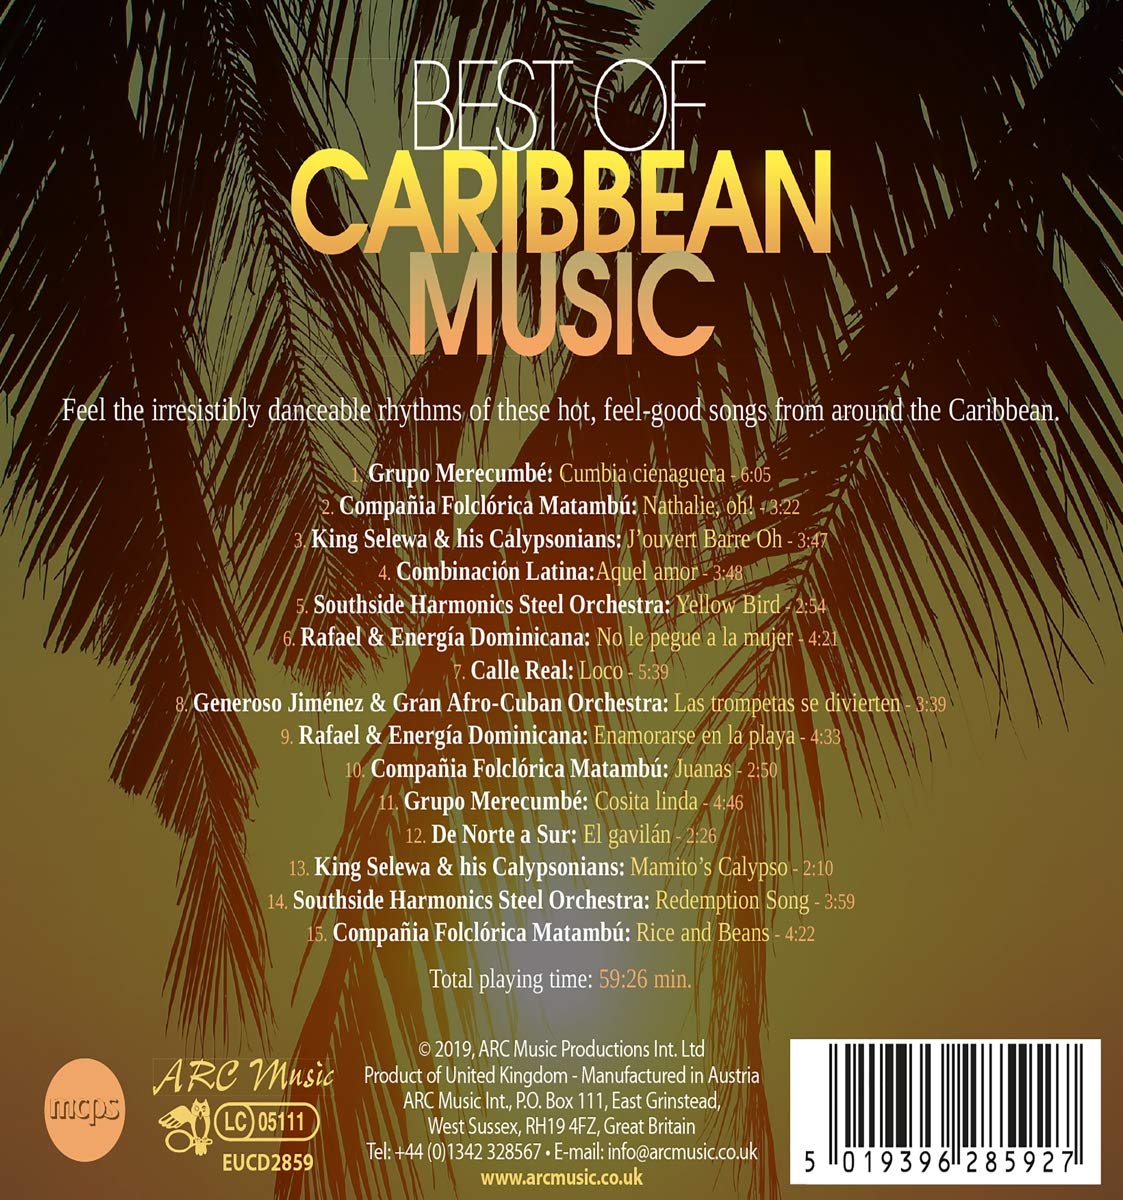 BEST OF
CARIBBEAN
MUSIC
Feel the irresistibly danceable rhythms of these hot, feel-good songs from around the Caribbean.
1. Grupo Merecumbé: Cumbia cienaguera - 6:05
2. Compañia Folclórica Matambú: Nathalie, oh! - 3:22
3. King Selewa & his Calypsonians: J'ouvert Barre Oh - 3:47
4. Combinación Latina:Aquel amor - 3:48
5. Southside Harmonics Steel Orchestra: Yellow Bird - 2:54
6. Rafael & Energía Dominicana: No le pegue a la mujer - 4:21
7. Calle Real: Loco - 5:39
8. Generoso Jiménez & Gran Afro-Cuban Orchestra: Las trompetas se divierten - 3:39
9. Rafael & Energía Dominicana: Enamorarse en la playa - 4:33
10. Compañia Folclórica Matambú: Juanas - 2:50
11. Grupo Merecumbé: Cosita linda - 4:46
12. De Norte a Sur: El gavilán - 2:26
13. King Selewa & his Calypsonians: Mamito's Calypso - 2:10
14. Southside Harmonics Steel Orchestra: Redemption Song - 3:59
15. Compañia Folclórica Matambú: Rice and Beans - 4:22
Total playing time: 59:26 min.
mcps
ARC Music
LC 05111
EUCD2859
© 2019, ARC Music Productions Int. Ltd
Product of United Kingdom - Manufactured in Austria
ARC Music Int., P.O. Box 111, East Grinstead,
West Sussex, RH19 4FZ, Great Britain
Tel: +44 (0)1342 328567 • E-mail: info@arcmusic.co.uk
www.arcmusic.co.uk
5 019396 285927